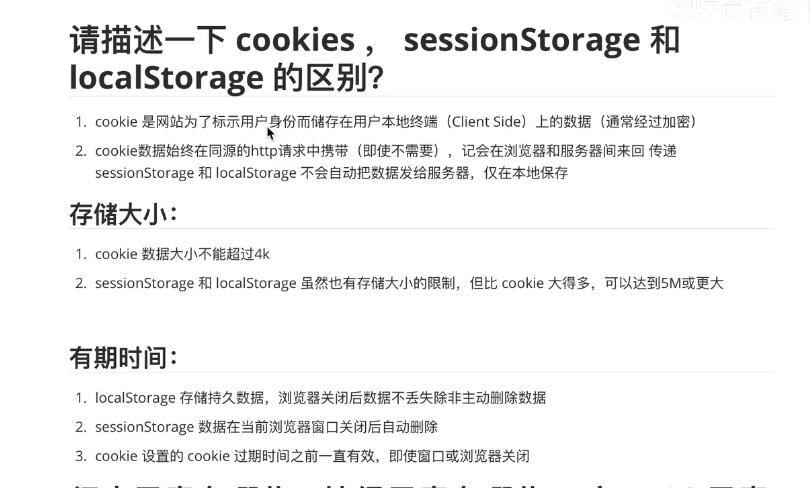 请描述一下 cookies ， sessionStorage 和
localStorage 的区别？
1. cookie 是网站为了标示用户身份而储存在用户本地终端（Client Side）上的数据（通常经过加密）
2. cookie数据始终在同源的http请求中携带（即使不需要），记会在浏览器和服务器间来回 传递
sessionStorage 和 localStorage 不会自动把数据发给服务器，仅在本地保存
存储大小：
1. cookie 数据大小不能超过4k
2. sessionStorage 和 localStorage 虽然也有存储大小的限制，但比 cookie 大得多，可以达到5M或更大
有期时间：
1. localStorage 存储持久数据，浏览器关闭后数据不丢失除非主动删除数据
2. sessionStorage 数据在当前浏览器窗口关闭后自动删除
3. cookie 设置的 cookie 过期时间之前一直有效，即使窗口或浏览器关闭